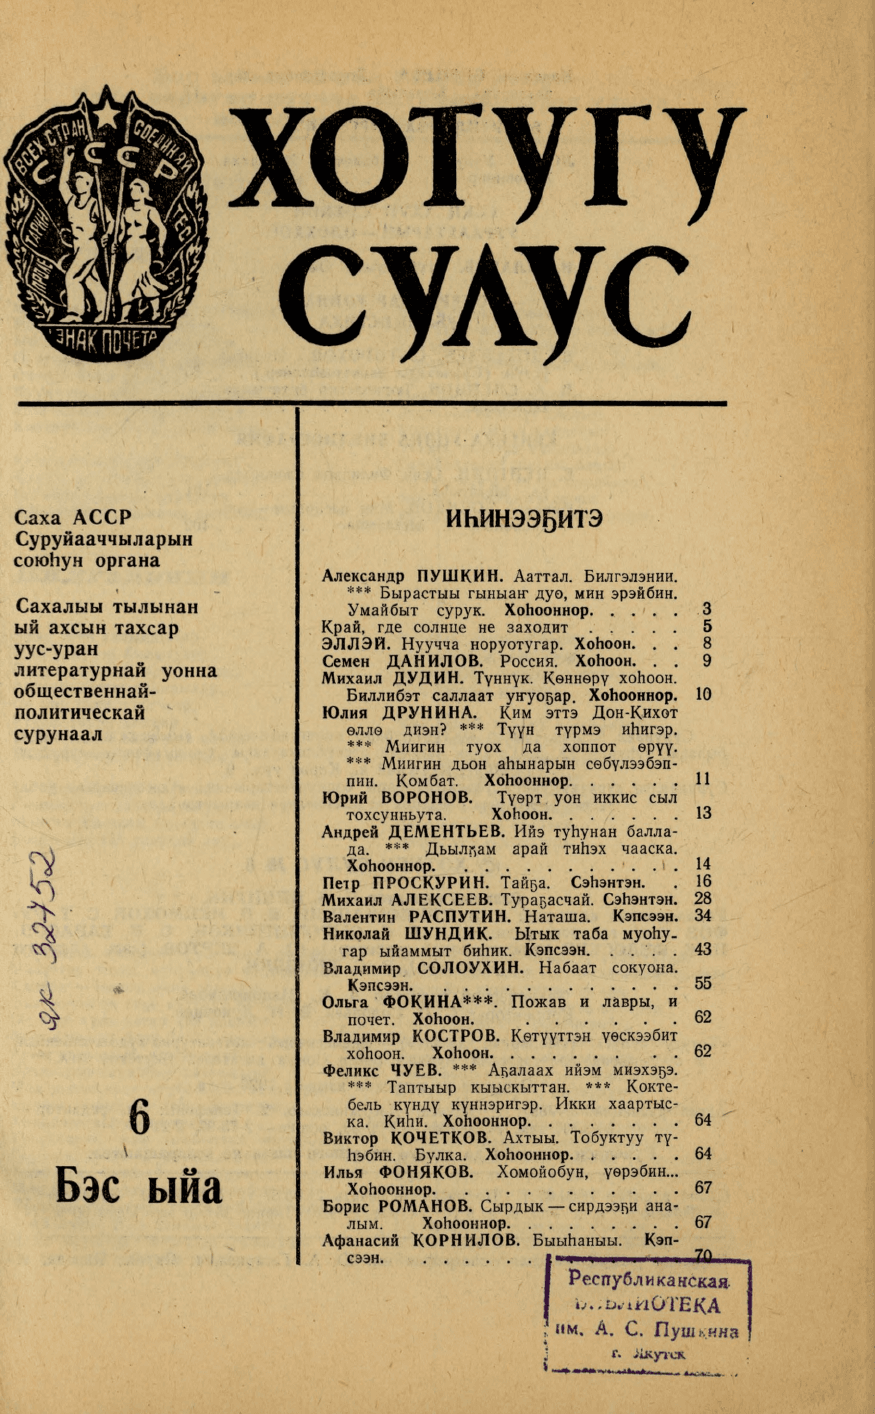 ВСЕХ СТРАН СОЕДИНЯЙТЕСЬ
СССР
ЗНАК ПОЧЕТА
ХОТУГУ
СУЛУС
Саха АССР
Суруйааччыларын
союһун органа
Сахалыы тылынан
ый ахсын тахсар
уус-уран
литературнай уонна
общественнай-
политическай
сурунаал
6
Бэс ыйа
ИҺИНЭЭҔИТЭ
Александр ПУШКИН. Ааттал. Билгэлэнии.
*** Бырастыы гыныаҥ дуо, мин эрэйбин.
Умайбыт сурук. Хоһооннор. . . . . 3
Край, где солнце не заходит . . . . . 5
ЭЛЛЭЙ. Нуучча норуотугар. Хоһоон. . . 8
Семен ДАНИЛОВ. Россия. Хоһоон. . . 9
Михаил ДУДИН. Түннүк. Көннөрү хоһоон.
Биллибэт саллаат уҥуоҕар. Хоһооннор. 10
Юлия ДРУНИНА. Ким эттэ Дон-Кихот
өллө диэн? *** Түүн түрмэ иһигэр.
*** Миигин туох да хоппот өрүү.
*** Миигин дьон аһынарын сөбүлээбэп-
пин. Комбат. Хоһооннор. . . . . . 11
Юрий ВОРОНОВ. Түөрт уон иккис сыл
тохсунньута. Хоһоон. . . . . . . 13
Андрей ДЕМЕНТЬЕВ. Ийэ туһунан балла-
да. *** Дьылҕам арай тиһэх чааска.
Хоһооннор. . . . . . . . . . . . 14
Петр ПРОСКУРИН. Тайҕа. Сэһэнтэн. . 16
Михаил АЛЕКСЕЕВ. Тураҕасчай. Сэһэнтэн. 28
Валентин РАСПУТИН. Наташа. Кэпсээн. 34
Николай ШУНДИК. Ытык таба муоһу-
гар ыйаммыт биһик. Кэпсээн. . . . . 43
Владимир СОЛОУХИН. Набаат сокуона.
Кэпсээн. . . . . . . . . . . . . 55
Ольга ФОКИНА***. Пожав и лавры, и
почет. Хоһоон. . . . . . . . 62
Владимир КОСТРОВ. Көтүүттэн үөскээбит
хоһоон. Хоһоон. . . . . . . . . 62
Феликс ЧУЕВ. *** Аҕалаах ийэм миэхэҕэ.
*** Таптыыр кыыскыттан. *** Кокте-
бель күндү күннэригэр. Икки хаартыс-
ка. Киһи. Хоһооннор. . . . . . . . 64
Виктор КОЧЕТКОВ. Ахтыы. Тобуктуу тү-
һэбин. Булка. Хоһооннор. . . . . . 64
Илья ФОНЯКОВ. Хомойобун, үөрэбин...
Хоһооннор. . . . . . . . . . . . 67
Борис РОМАНОВ. Сырдык — сирдээҕи ана-
лым. Хоһооннор. . . . . . . . . 67
Афанасий КОРНИЛОВ. Быыһаныы. Кэп-
сээн. . . . . . . 70
Республиканская
БИБЛИОТЕКА
им. А. С. Пушкина
г. Якутск